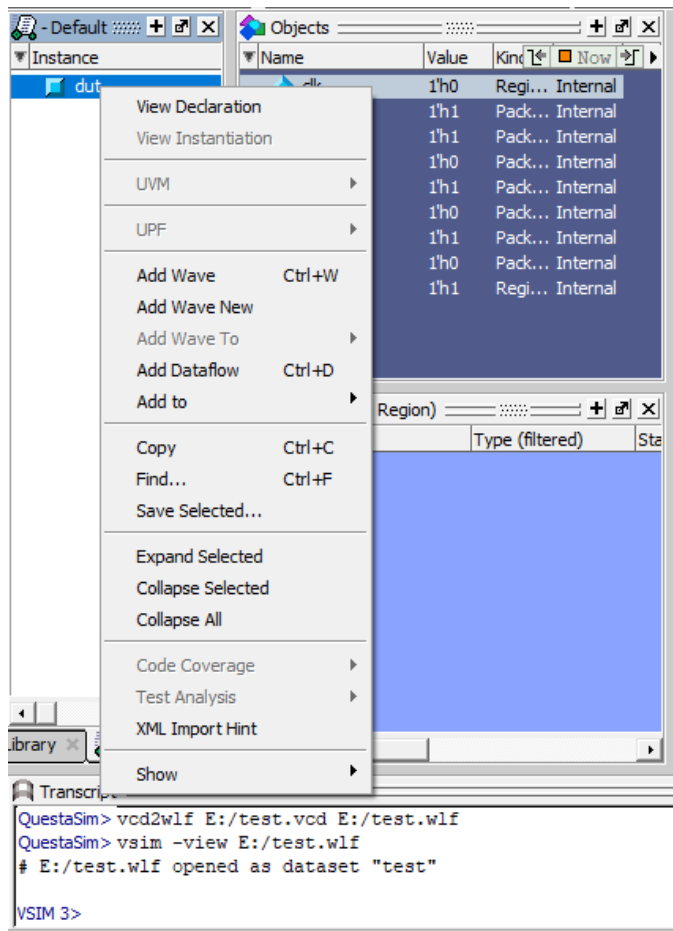 - Default
Instance
dut
Objects
Name Value Kind Now
clk 1'h0 Regi... Internal
1'h1 Pack... Internal
1'h1 Pack... Internal
1'h0 Pack... Internal
1'h1 Pack... Internal
1'h0 Pack... Internal
1'h1 Pack... Internal
1'h0 Pack... Internal
1'h1 Regi... Internal
View Declaration
View Instantiation
UVM
UPF
Add Wave Ctrl+W
Add Wave New
Add Wave To
Add Dataflow Ctrl+D
Add to
Copy Ctrl+C
Find... Ctrl+F
Save Selected...
Expand Selected
Collapse Selected
Collapse All
Code Coverage
Test Analysis
XML Import Hint
Show
Region)
Type (filtered) Sta
Library
Transcript
QuestaSim> vcd2wlf E:/test.vcd E:/test.wlf
QuestaSim> vsim -view E:/test.wlf
# E:/test.wlf opened as dataset "test"
VSIM 3>